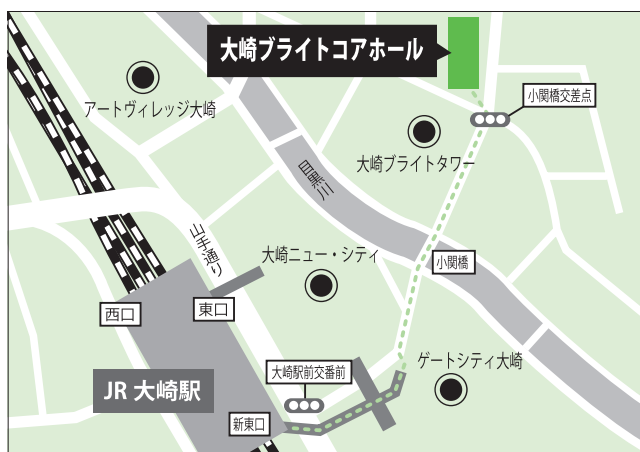 大崎ブライトコアホール
アートヴィレッジ大崎
小関橋交差点
大崎ブライトタワー
目黒川
山手通り
大崎ニュー・シティ
小関橋
西口
東口
ゲートシティ大崎
大崎駅前交番前
JR 大崎駅
新東口